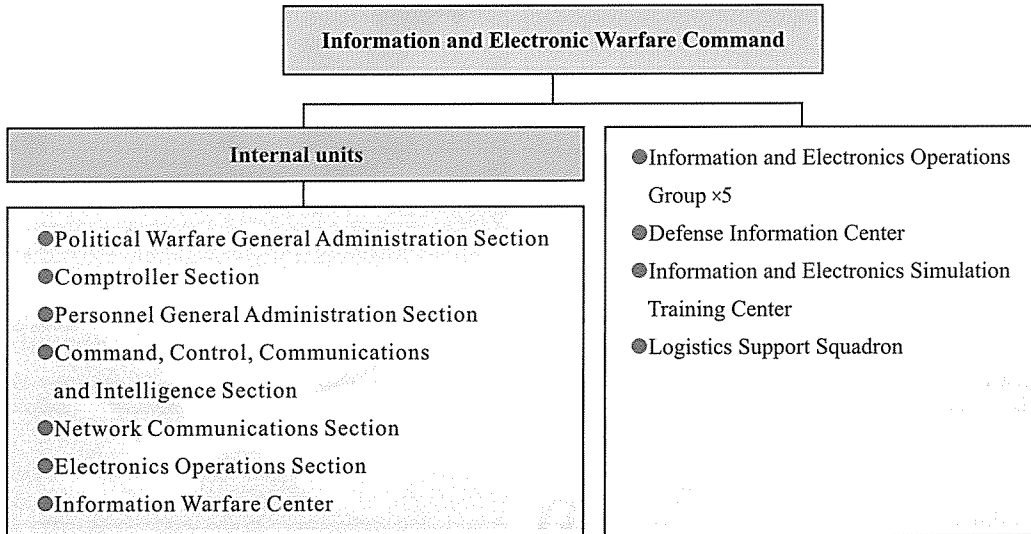 Information and Electronic Warfare Command
Internal units
●Political Warfare General Administration Section
●Comptroller Section
●Personnel General Administration Section
●Command, Control, Communications
and Intelligence Section
●Network Communications Section
●Electronics Operations Section
●Information Warfare Center
●Information and Electronics Operations
Group ×5
●Defense Information Center
●Information and Electronics Simulation
Training Center
●Logistics Support Squadron